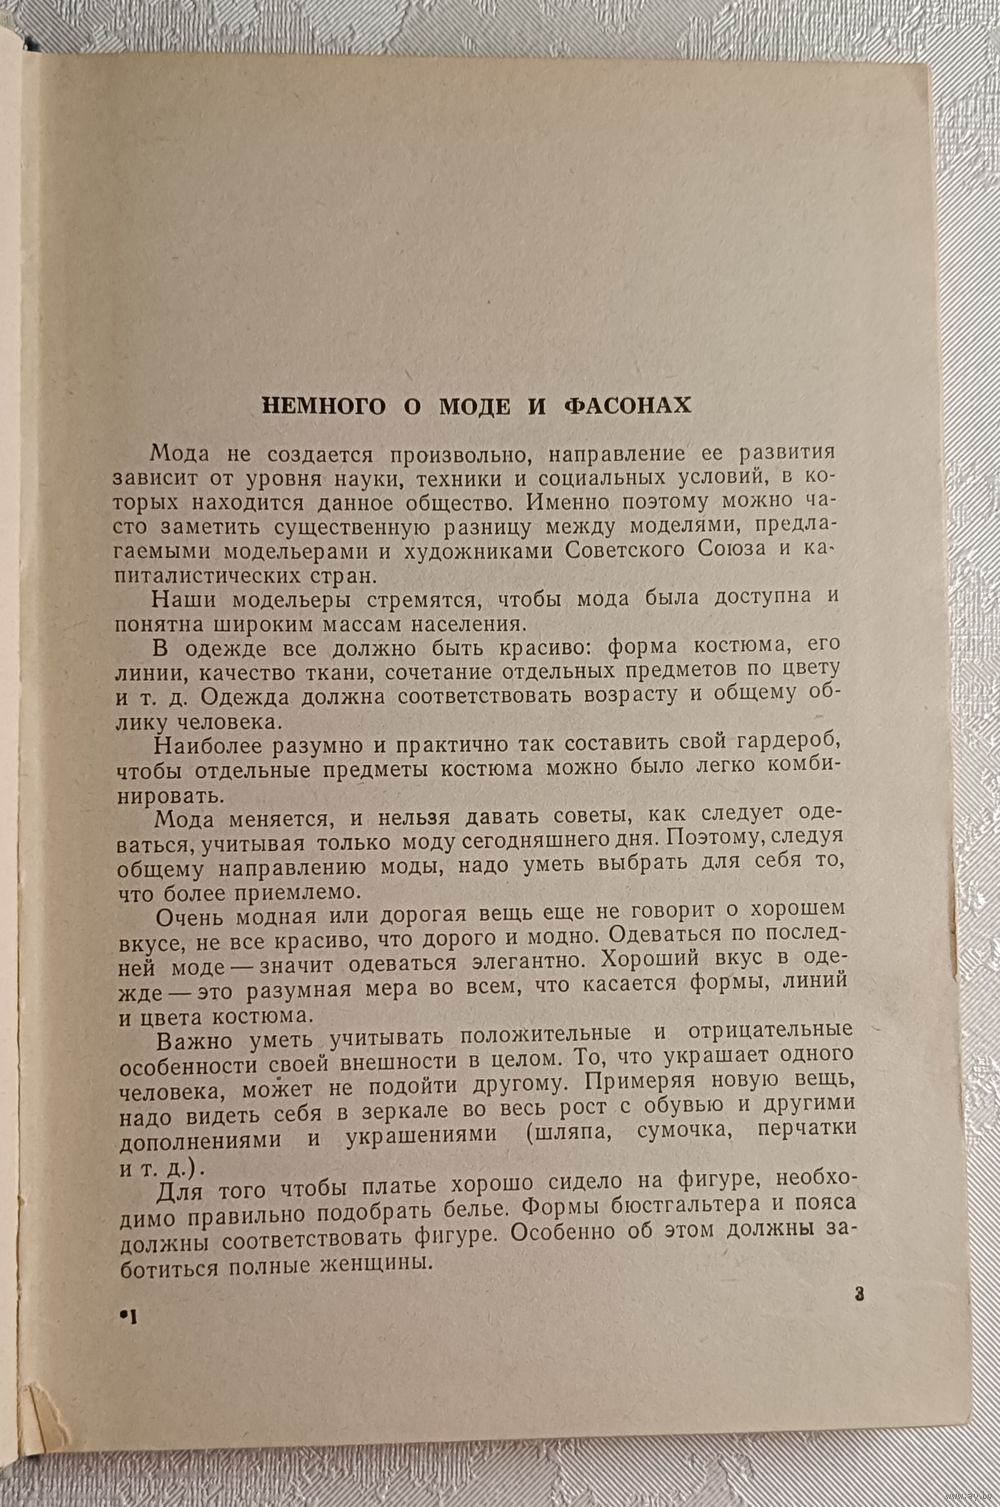 НЕМНОГО О МОДЕ И ФАСОНАХ
Мода не создается произвольно, направление ее развития
зависит от уровня науки, техники и социальных условий, в ко-
торых находится данное общество. Именно поэтому можно ча-
сто заметить существенную разницу между моделями, предла-
гаемыми модельерами и художниками Советского Союза и ка-
питалистических стран.
Наши модельеры стремятся, чтобы мода была доступна и
понятна широким массам населения.
В одежде все должно быть красиво: форма костюма, его
линии, качество ткани, сочетание отдельных предметов по цвету
и т. д. Одежда должна соответствовать возрасту и общему об-
лику человека.
Наиболее разумно и практично так составить свой гардероб,
чтобы отдельные предметы костюма можно было легко комби-
нировать.
Мода меняется, и нельзя давать советы, как следует оде-
ваться, учитывая только моду сегодняшнего дня. Поэтому, следуя
общему направлению моды, надо уметь выбрать для себя то,
что более приемлемо.
Очень модная или дорогая вещь еще не говорит о хорошем
вкусе, не все красиво, что дорого и модно. Одеваться по послед-
ней моде — значит одеваться элегантно. Хороший вкус в оде-
жде — это разумная мера во всем, что касается формы, линий
и цвета костюма.
Важно уметь учитывать положительные и отрицательные
особенности своей внешности в целом. То, что украшает одного
человека, может не подойти другому. Примеряя новую вещь,
надо видеть себя в зеркале во весь рост с обувью и другими
дополнениями и украшениями (шляпа, сумочка, перчатки
и т. д.).
Для того чтобы платье хорошо сидело на фигуре, необхо-
димо правильно подобрать белье. Формы бюстгальтера и пояса
должны соответствовать фигуре. Особенно об этом должны за-
ботиться полные женщины.
*1
3